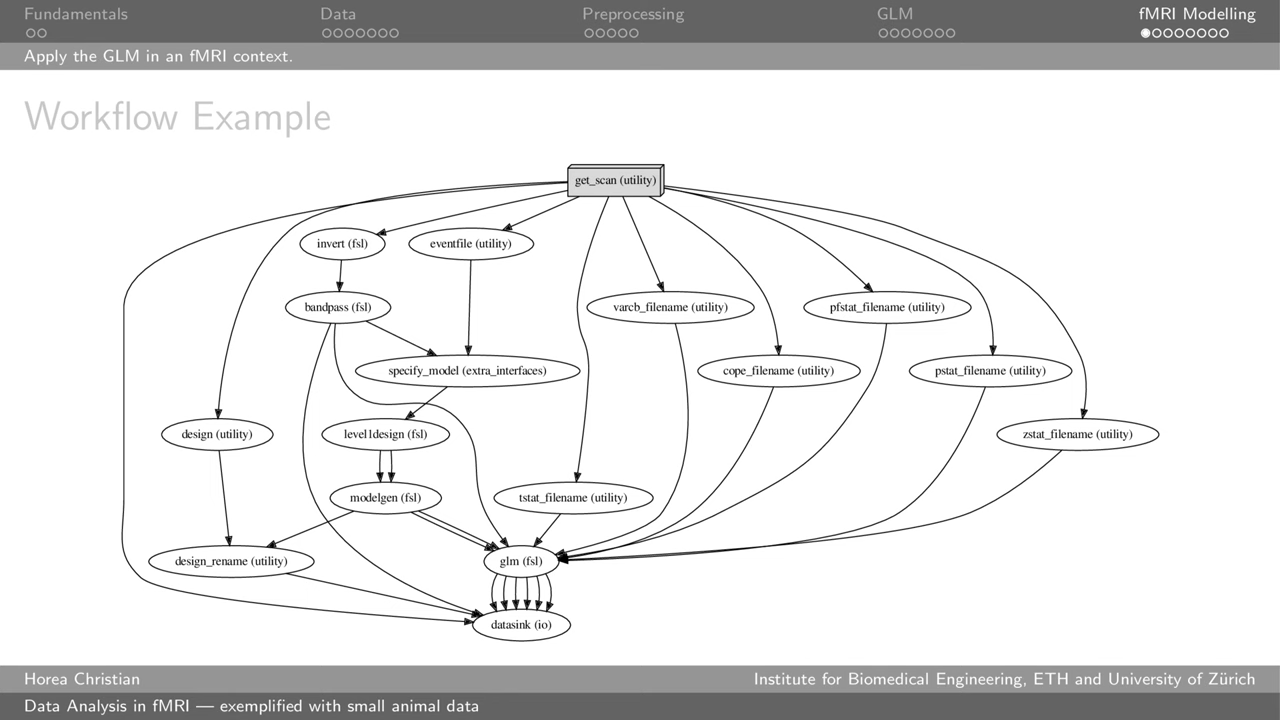 Fundamentals
Data
Preprocessing
GLM
fMRI Modelling
Apply the GLM in an fMRI context.
Workflow Example
get_scan (utility)
invert (fsl)
eventfile (utility)
bandpass (fsl)
varcb_filename (utility)
pfstat_filename (utility)
specify_model (extra_interfaces)
cope_filename (utility)
pstat_filename (utility)
design (utility)
level1design (fsl)
zstat_filename (utility)
modelgen (fsl)
tstat_filename (utility)
design_rename (utility)
glm (fsl)
datasink (io)
Horea Christian
Institute for Biomedical Engineering, ETH and University of Zürich
Data Analysis in fMRI — exemplified with small animal data